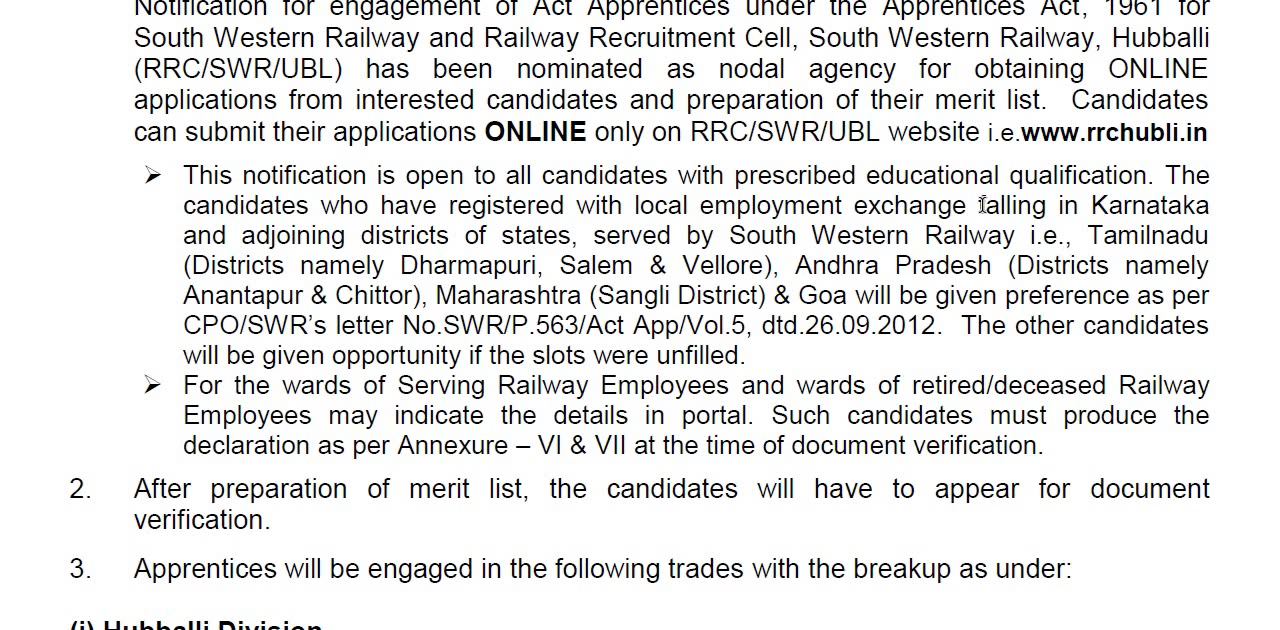 Notification for engagement of Act Apprentices under the Apprentices Act, 1961 for
South Western Railway and Railway Recruitment Cell, South Western Railway, Hubballi
(RRC/SWR/UBL) has been nominated as nodal agency for obtaining ONLINE
applications from interested candidates and preparation of their merit list.  Candidates
can submit their applications ONLINE only on RRC/SWR/UBL website i.e.www.rrchubli.in
➢ This notification is open to all candidates with prescribed educational qualification. The
candidates who have registered with local employment exchange falling in Karnataka
and adjoining districts of states, served by South Western Railway i.e., Tamilnadu
(Districts namely Dharmapuri, Salem & Vellore), Andhra Pradesh (Districts namely
Anantapur & Chittor), Maharashtra (Sangli District) & Goa will be given preference as per
CPO/SWR’s letter No.SWR/P.563/Act App/Vol.5, dtd.26.09.2012.  The other candidates
will be given opportunity if the slots were unfilled.
➢ For the wards of Serving Railway Employees and wards of retired/deceased Railway
Employees may indicate the details in portal. Such candidates must produce the
declaration as per Annexure – VI & VII at the time of document verification.
2. After preparation of merit list, the candidates will have to appear for document
verification.
3. Apprentices will be engaged in the following trades with the breakup as under:
(i) Hubballi Division